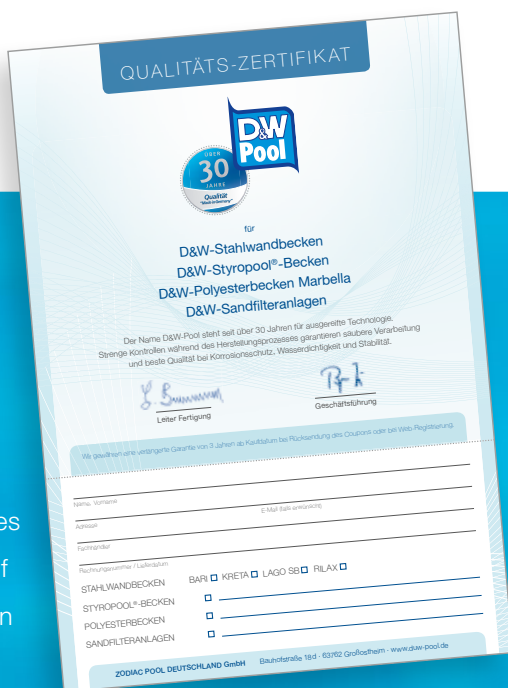 QUALITÄTS-ZERTIFIKAT
D&W
Pool
ÜBER
30
JAHRE
Qualität
"Made in Germany"
für
D&W-Stahlwandbecken
D&W-Styropool®-Becken
D&W-Polyesterbecken Marbella
D&W-Sandfilteranlagen
Der Name D&W-Pool steht seit über 30 Jahren für ausgereifte Technologie.
Strenge Kontrollen während des Herstellungsprozesses garantieren saubere Verarbeitung
und beste Qualität bei Korrosionsschutz, Wasserdichtigkeit und Stabilität.
Leiter Fertigung
Geschäftsführung
Wir gewähren eine verlängerte Garantie von 3 Jahren ab Kaufdatum bei Rücksendung des Coupons oder bei Web-Registrierung.
Name, Vorname
Adresse
E-Mail (falls erwünscht)
Fachhändler
Rechnungsnummer / Lieferdatum
STAHLWANDBECKEN BARI KRETA LAGO SB RILAX
STYROPOOL®-BECKEN
POLYESTERBECKEN
SANDFILTERANLAGEN
ZODIAC POOL DEUTSCHLAND GmbH Bauhofstraße 18d · 63762 Großostheim · www.duw-pool.de
es
f
n